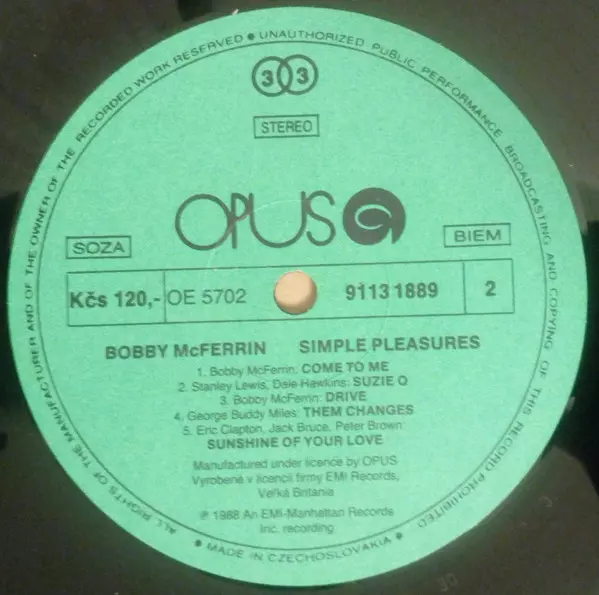 ALL RIGHTS OF THE MANUFACTURER AND OF THE OWNER OF THE RECORDED WORK RESERVED ● UNAUTHORIZED PUBLIC PERFORMANCE BROADCASTING AND COPYING OF THIS RECORD PROHIBITED
● MADE IN CZECHOSLOVAKIA ●
33
STEREO
OPUS
SOZA
BIEM
Kčs 120,- OE 5702 9113 1889 2
BOBBY McFERRIN SIMPLE PLEASURES
1. Bobby McFerrin: COME TO ME
2. Stanley Lewis, Dale Hawkins: SUZIE Q
3. Bobby McFerrin: DRIVE
4. George Buddy Miles: THEM CHANGES
5. Eric Clapton, Jack Bruce, Peter Brown:
SUNSHINE OF YOUR LOVE
Manufactured under licence by OPUS
Vyrobené v licencii firmy EMI Records,
Veľká Británia
℗ 1988 An EMI-Manhattan Records
Inc. recording